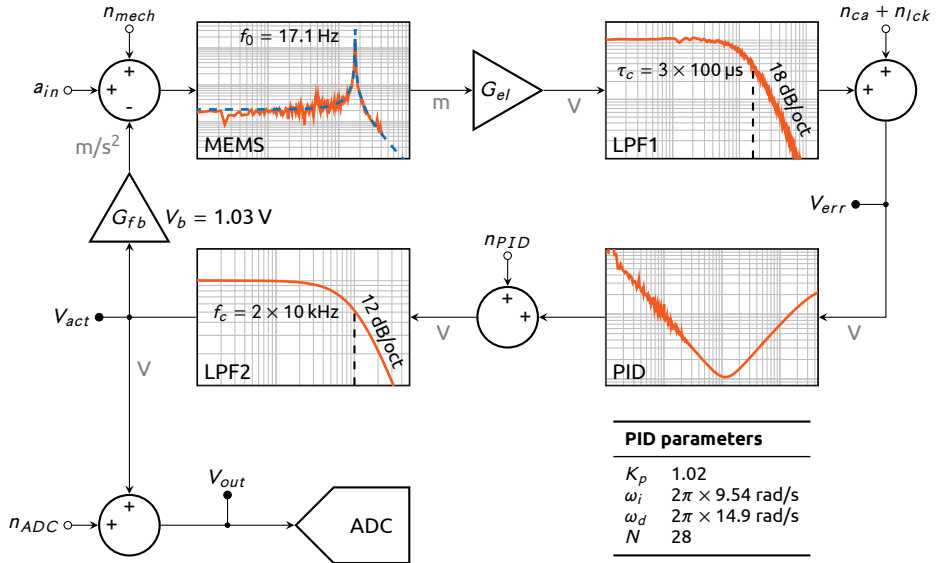 n_mech
n_ca + n_lck
f_0 = 17.1 Hz
τ_c = 3 × 100 µs
18 dB/oct
+
+
-
a_in
m
G_el
V
+
+
MEMS
LPF1
m/s²
G_fb
V_b = 1.03 V
V_err
n_PID
f_c = 2 × 10 kHz
12 dB/oct
+
+
V_act
V
V
V
LPF2
PID
PID parameters
K_p 1.02
ω_i 2π × 9.54 rad/s
ω_d 2π × 14.9 rad/s
N 28
V_out
+
+
n_ADC
ADC